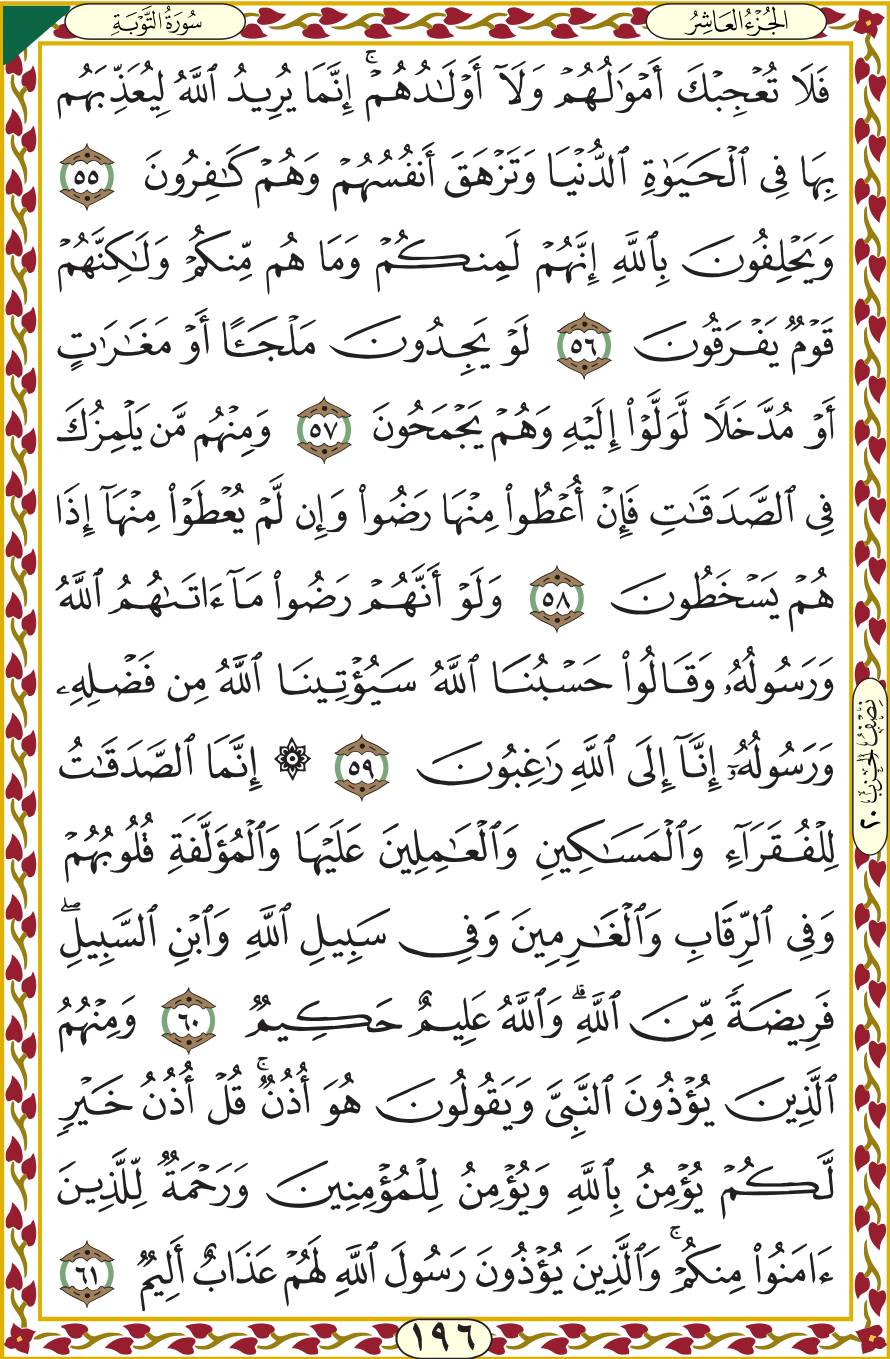 الجُزْءُ العَاشِرُ
سُورَةُ التَّوْبَةِ
فَلَا تُعْجِبْكَ أَمْوَٰلُهُمْ وَلَآ أَوْلَٰدُهُمْ ۚ إِنَّمَا يُرِيدُ ٱللَّهُ لِيُعَذِّبَهُم
بِهَا فِى ٱلْحَيَوٰةِ ٱلدُّنْيَا وَتَزْهَقَ أَنفُسُهُمْ وَهُمْ كَٰفِرُونَ ٥٥
وَيَحْلِفُونَ بِٱللَّهِ إِنَّهُمْ لَمِنكُمْ وَمَا هُم مِّنكُمْ وَلَٰكِنَّهُمْ
قَوْمٌ يَفْرَقُونَ ٥٦ لَوْ يَجِدُونَ مَلْجَـًٔا أَوْ مَغَٰرَٰتٍ
أَوْ مُدَّخَلًا لَّوَلَّوْا۟ إِلَيْهِ وَهُمْ يَجْمَحُونَ ٥٧ وَمِنْهُم مَّن يَلْمِزُكَ
فِى ٱلصَّدَقَٰتِ فَإِنْ أُعْطُوا۟ مِنْهَا رَضُوا۟ وَإِن لَّمْ يُعْطَوْا۟ مِنْهَآ إِذَا
هُمْ يَسْخَطُونَ ٥٨ وَلَوْ أَنَّهُمْ رَضُوا۟ مَآ ءَاتَىٰهُمُ ٱللَّهُ
وَرَسُولُهُۥ وَقَالُوا۟ حَسْبُنَا ٱللَّهُ سَيُؤْتِينَا ٱللَّهُ مِن فَضْلِهِۦ
وَرَسُولُهُۥٓ إِنَّآ إِلَى ٱللَّهِ رَٰغِبُونَ ٥٩ ۞ إِنَّمَا ٱلصَّدَقَٰتُ
لِلْفُقَرَآءِ وَٱلْمَسَٰكِينِ وَٱلْعَٰمِلِينَ عَلَيْهَا وَٱلْمُؤَلَّفَةِ قُلُوبُهُمْ
وَفِى ٱلرِّقَابِ وَٱلْغَٰرِمِينَ وَفِى سَبِيلِ ٱللَّهِ وَٱبْنِ ٱلسَّبِيلِ ۖ
فَرِيضَةً مِّنَ ٱللَّهِ ۗ وَٱللَّهُ عَلِيمٌ حَكِيمٌ ٦٠ وَمِنْهُمُ
ٱلَّذِينَ يُؤْذُونَ ٱلنَّبِىَّ وَيَقُولُونَ هُوَ أُذُنٌ ۚ قُلْ أُذُنُ خَيْرٍ
لَّكُمْ يُؤْمِنُ بِٱللَّهِ وَيُؤْمِنُ لِلْمُؤْمِنِينَ وَرَحْمَةٌ لِّلَّذِينَ
ءَامَنُوا۟ مِنكُمْ ۚ وَٱلَّذِينَ يُؤْذُونَ رَسُولَ ٱللَّهِ لَهُمْ عَذَابٌ أَلِيمٌ ٦١
نِصْفُ الحِزْبِ ٢٠
١٩٦